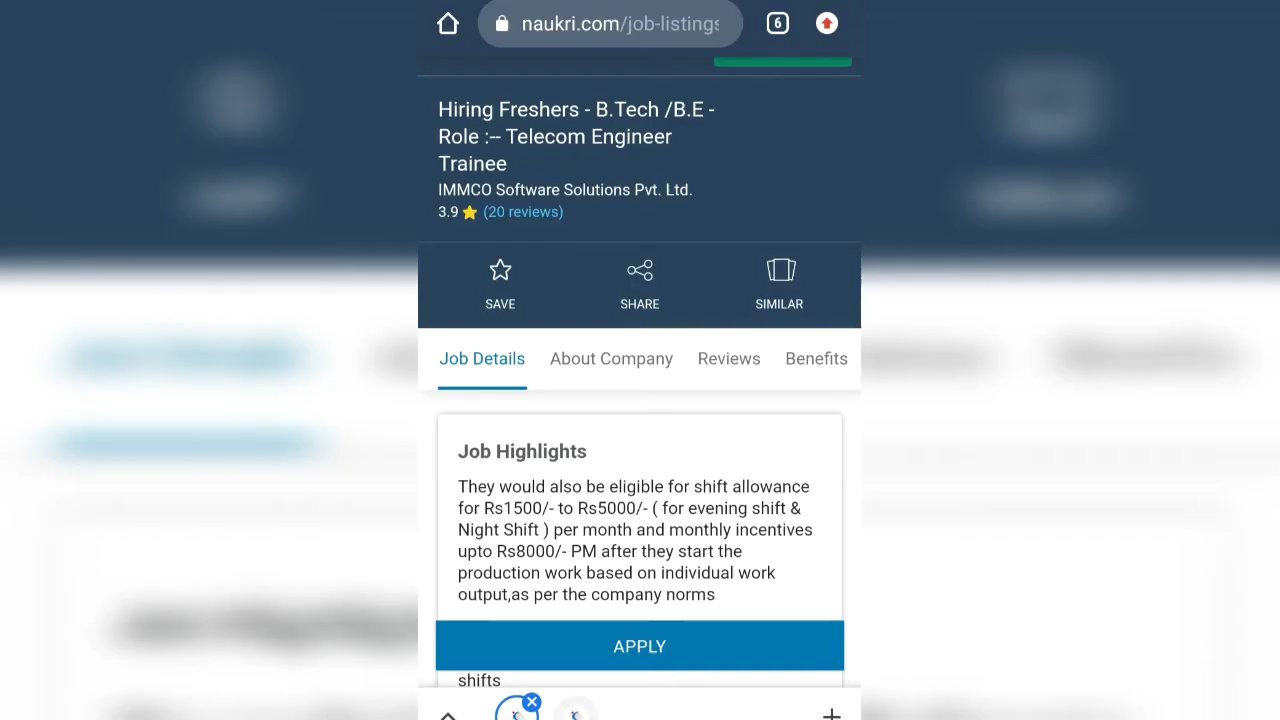 naukri.com/job-listings
6
Hiring Freshers - B.Tech /B.E -
Role :-- Telecom Engineer
Trainee
IMMCO Software Solutions Pvt. Ltd.
3.9 (20 reviews)
SAVE SHARE SIMILAR
Job Details About Company Reviews Benefits
Job Highlights
They would also be eligible for shift allowance
for Rs1500/- to Rs5000/- ( for evening shift &
Night Shift ) per month and monthly incentives
upto Rs8000/- PM after they start the
production work based on individual work
output,as per the company norms
APPLY
shifts